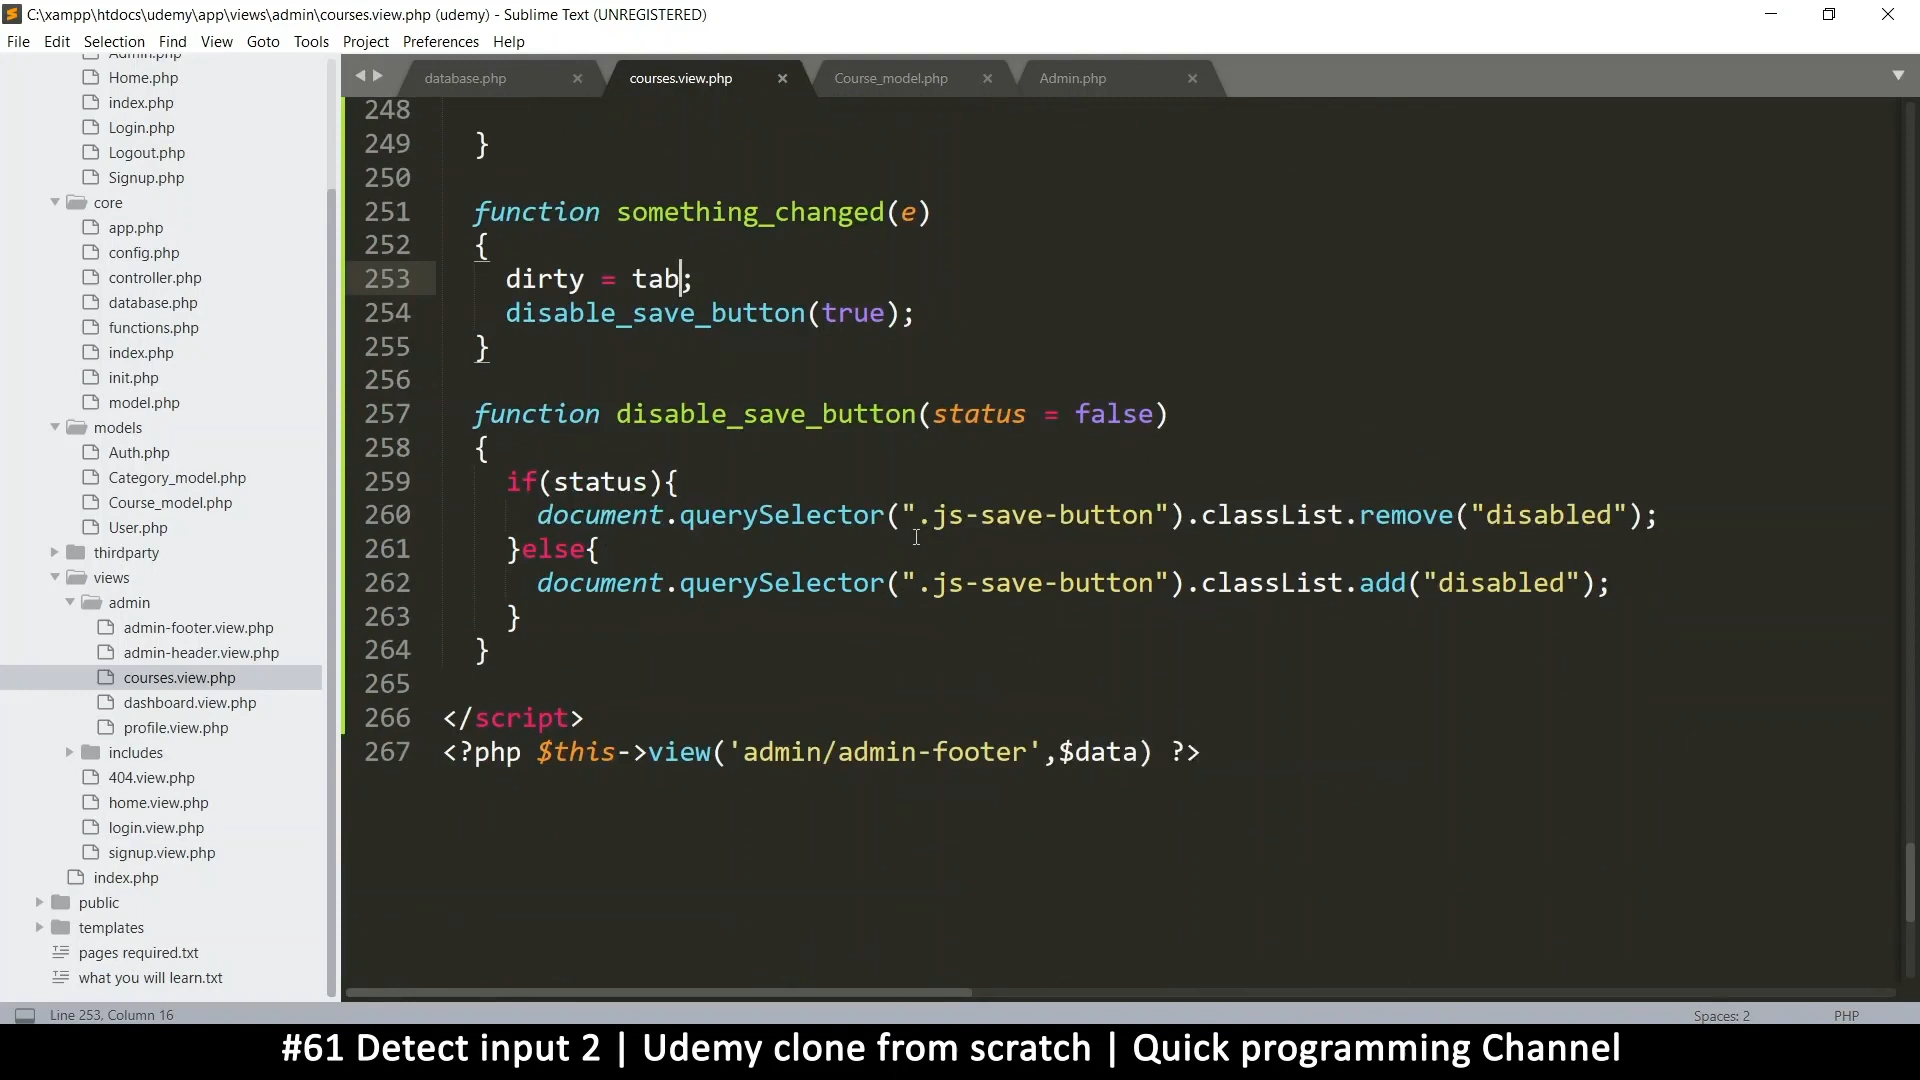 C:\xampp\htdocs\udemy\app\views\admin\courses.view.php (udemy) - Sublime Text (UNREGISTERED)
File Edit Selection Find View Goto Tools Project Preferences Help
Admin.php
Home.php
index.php
Login.php
Logout.php
Signup.php
core
app.php
config.php
controller.php
database.php
functions.php
index.php
init.php
model.php
models
Auth.php
Category_model.php
Course_model.php
User.php
thirdparty
views
admin
admin-footer.view.php
admin-header.view.php
courses.view.php
dashboard.view.php
profile.view.php
includes
404.view.php
home.view.php
login.view.php
signup.view.php
index.php
public
templates
pages required.txt
what you will learn.txt
database.php courses.view.php Course_model.php Admin.php
248
249 }
250
251 function something_changed(e)
252 {
253 dirty = tab;
254 disable_save_button(true);
255 }
256
257 function disable_save_button(status = false)
258 {
259 if(status){
260 document.querySelector(".js-save-button").classList.remove("disabled");
261 }else{
262 document.querySelector(".js-save-button").classList.add("disabled");
263 }
264 }
265
266 </script>
267 <?php $this->view('admin/admin-footer',$data) ?>
Line 253, Column 16 Spaces: 2 PHP
#61 Detect input 2 | Udemy clone from scratch | Quick programming Channel